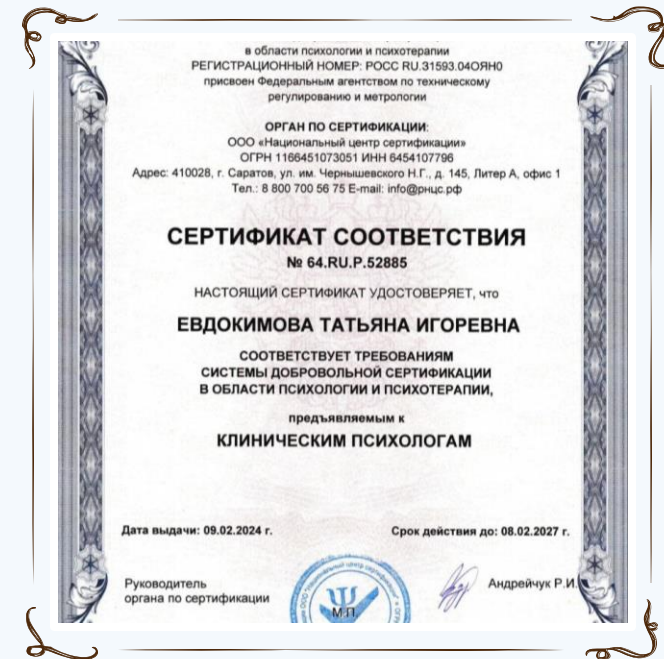 в области психологии и психотерапии
РЕГИСТРАЦИОННЫЙ НОМЕР: РОСС RU.31593.04ОЯН0
присвоен Федеральным агентством по техническому
регулированию и метрологии
ОРГАН ПО СЕРТИФИКАЦИИ:
ООО «Национальный центр сертификации»
ОГРН 1166451073051 ИНН 6454107796
Адрес: 410028, г. Саратов, ул. им. Чернышевского Н.Г., д. 145, Литер А, офис 1
Тел.: 8 800 700 56 75 E-mail: info@рнцс.рф
СЕРТИФИКАТ СООТВЕТСТВИЯ
№ 64.RU.P.52885
НАСТОЯЩИЙ СЕРТИФИКАТ УДОСТОВЕРЯЕТ, что
ЕВДОКИМОВА ТАТЬЯНА ИГОРЕВНА
СООТВЕТСТВУЕТ ТРЕБОВАНИЯМ
СИСТЕМЫ ДОБРОВОЛЬНОЙ СЕРТИФИКАЦИИ
В ОБЛАСТИ ПСИХОЛОГИИ И ПСИХОТЕРАПИИ,
предъявляемым к
КЛИНИЧЕСКИМ ПСИХОЛОГАМ
Дата выдачи: 09.02.2024 г. Срок действия до: 08.02.2027 г.
Руководитель
органа по сертификации
Андрейчук Р.И.
М.П.